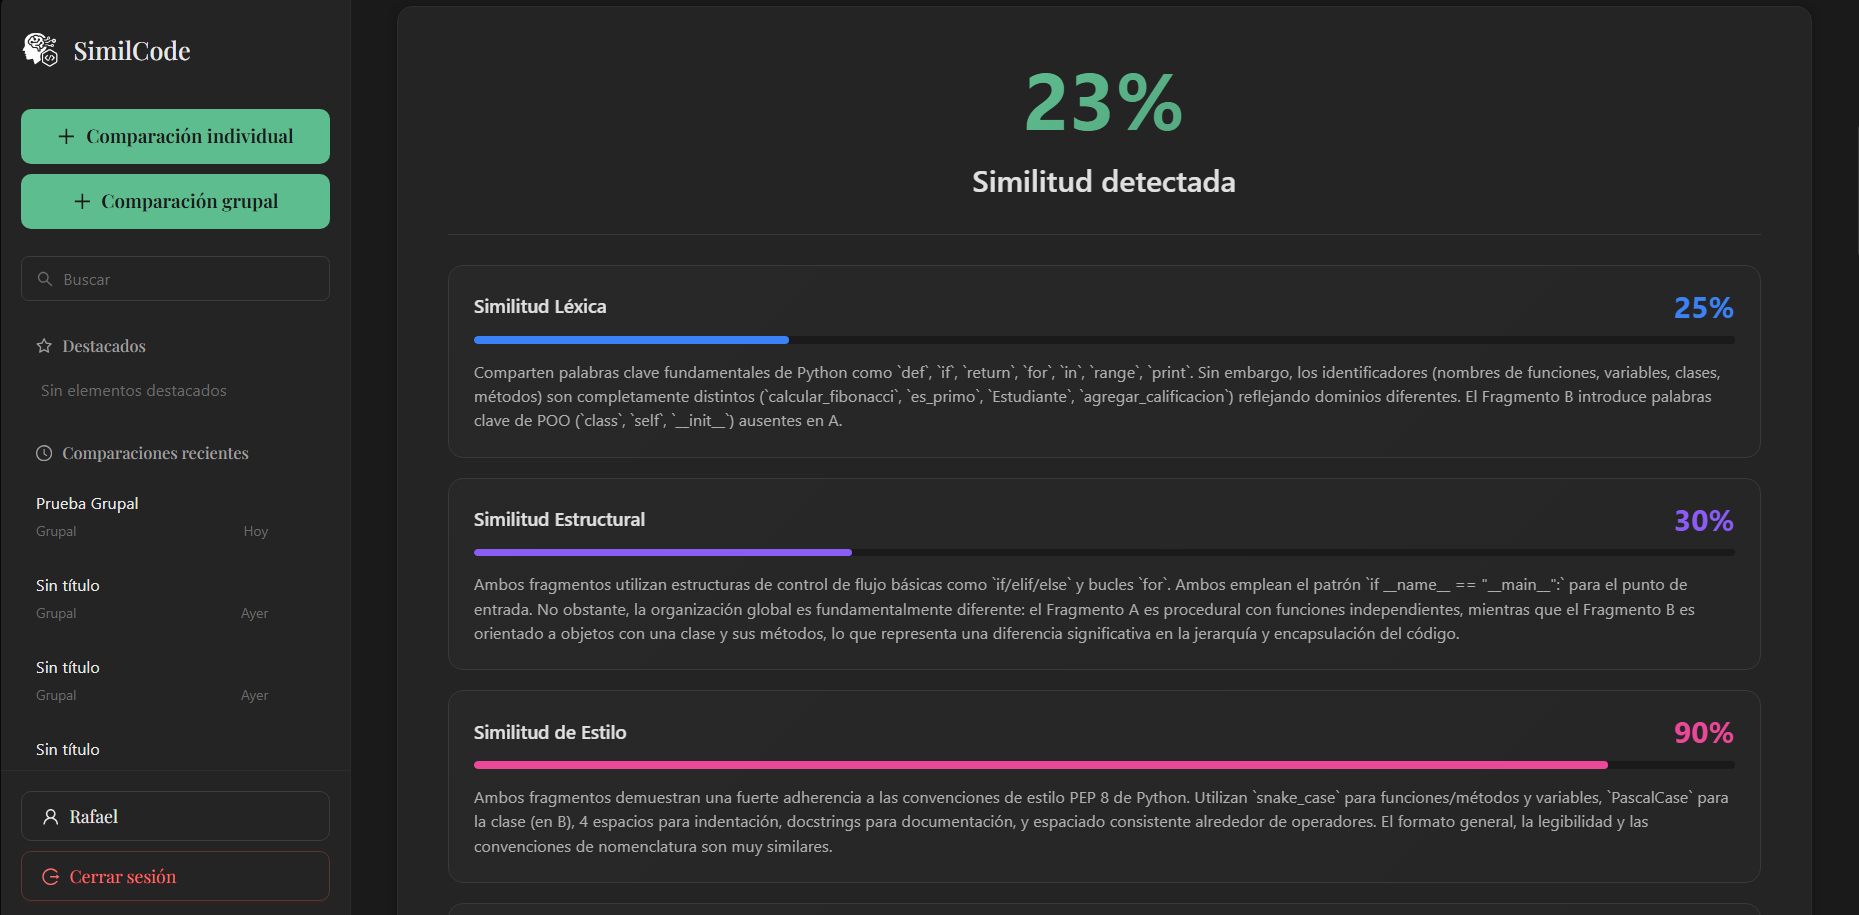 SimilCode
Comparación individual
Comparación grupal
Buscar
Destacados
Sin elementos destacados
Comparaciones recientes
Prueba Grupal
Grupal Hoy
Sin título
Grupal Ayer
Sin título
Grupal Ayer
Sin título
Rafael
Cerrar sesión
23%
Similitud detectada
Similitud Léxica 25%
Comparten palabras clave fundamentales de Python como `def`, `if`, `return`, `for`, `in`, `range`, `print`. Sin embargo, los identificadores (nombres de funciones, variables, clases,
métodos) son completamente distintos (`calcular_fibonacci`, `es_primo`, `Estudiante`, `agregar_calificacion`) reflejando dominios diferentes. El Fragmento B introduce palabras
clave de POO (`class`, `self`, `__init__`) ausentes en A.
Similitud Estructural 30%
Ambos fragmentos utilizan estructuras de control de flujo básicas como `if/elif/else` y bucles `for`. Ambos emplean el patrón `if __name__ == "__main__":` para el punto de
entrada. No obstante, la organización global es fundamentalmente diferente: el Fragmento A es procedural con funciones independientes, mientras que el Fragmento B es
orientado a objetos con una clase y sus métodos, lo que representa una diferencia significativa en la jerarquía y encapsulación del código.
Similitud de Estilo 90%
Ambos fragmentos demuestran una fuerte adherencia a las convenciones de estilo PEP 8 de Python. Utilizan `snake_case` para funciones/métodos y variables, `PascalCase` para
la clase (en B), 4 espacios para indentación, docstrings para documentación, y espaciado consistente alrededor de operadores. El formato general, la legibilidad y las
convenciones de nomenclatura son muy similares.